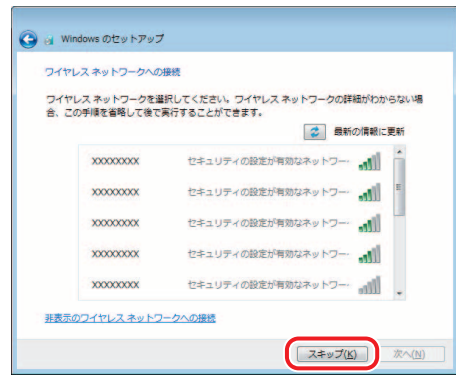 Windows のセットアップ
ワイヤレス ネットワークへの接続
ワイヤレス ネットワークを選択してください。ワイヤレス ネットワークの詳細がわからない場
合、この手順を省略して後で実行することができます。
最新の情報に更新
XXXXXXXXX セキュリティの設定が有効なネットワー
XXXXXXXXX セキュリティの設定が有効なネットワー
XXXXXXXXX セキュリティの設定が有効なネットワー
XXXXXXXXX セキュリティの設定が有効なネットワー
XXXXXXXXX セキュリティの設定が有効なネットワー
非表示のワイヤレス ネットワークへの接続
スキップ(K) 次へ(N)